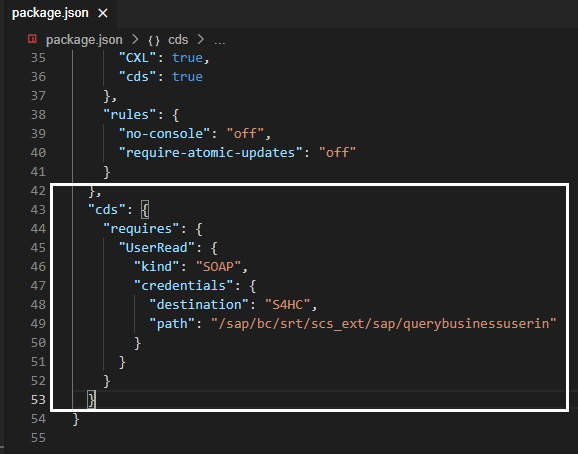 package.json ×
package.json > {} cds > ...
35 "CXL": true,
36 "cds": true
37 },
38 "rules": {
39 "no-console": "off",
40 "require-atomic-updates": "off"
41 }
42 },
43 "cds": {
44 "requires": {
45 "UserRead": {
46 "kind": "SOAP",
47 "credentials": {
48 "destination": "S4HC",
49 "path": "/sap/bc/srt/scs_ext/sap/querybusinessuserin"
50 }
51 }
52 }
53 }
54 }
55